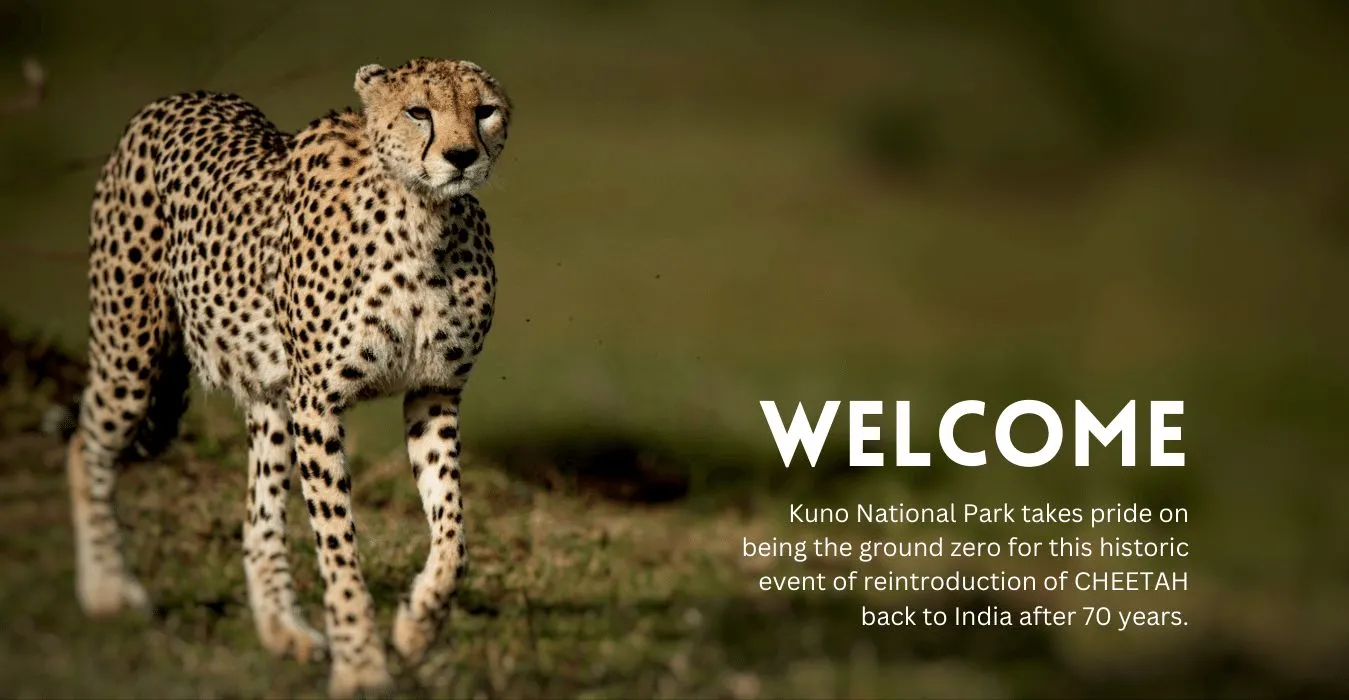 WELCOME
Kuno National Park takes pride on
being the ground zero for this historic
event of reintroduction of CHEETAH
back to India after 70 years.